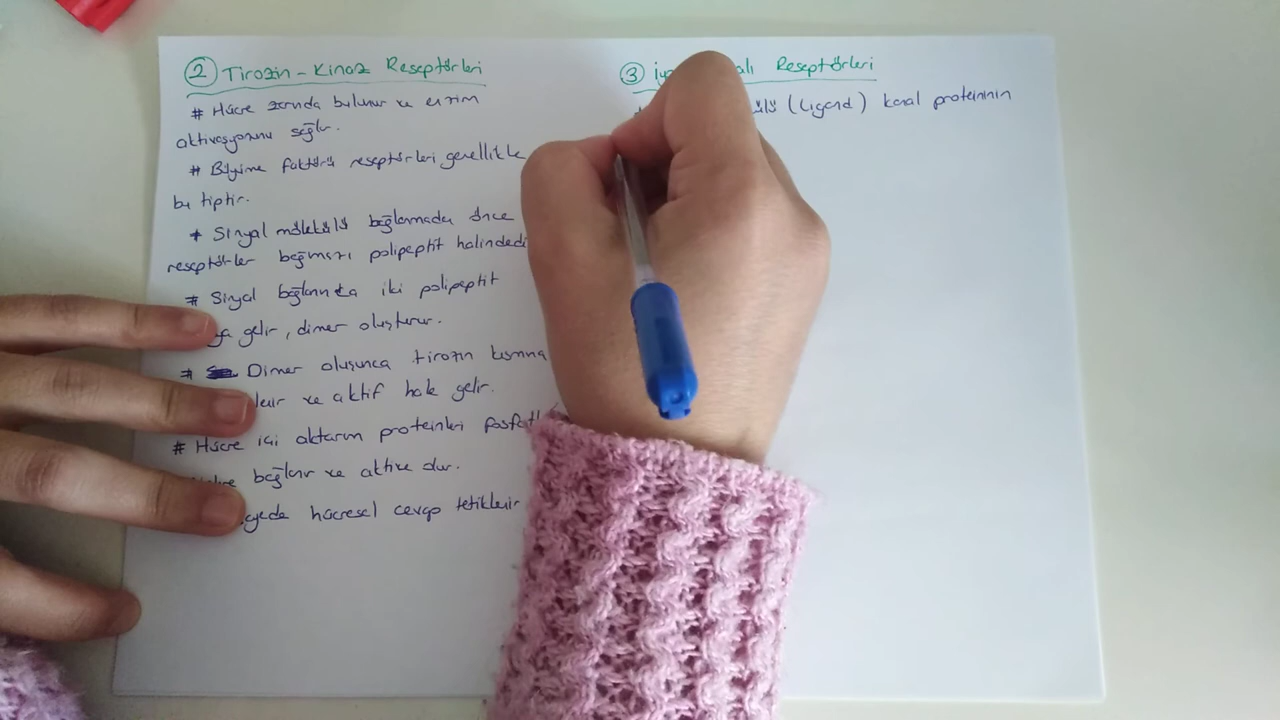 2 Tirozin-Kinaz Reseptörleri
# Hücre zarında bulunur ve enzim
aktivasyonunu sağlar.
# Büyüme faktörü reseptörleri genellikle
bu tiptir.
* Sinyal molekülü bağlanmadan önce
reseptörler bağımsız polipeptit halindedi
# Sinyal bağlanınca iki polipeptit
gelir, dimer oluşturur.
# Dimer oluşunca tirozin kısmına
ve aktif hale gelir.
# Hücre içi aktarım proteinleri fosfatl
bağlanır ve aktive olur.
hücresel cevap tetiklenir
3 Reseptörleri
(Ligand) kanal proteininin